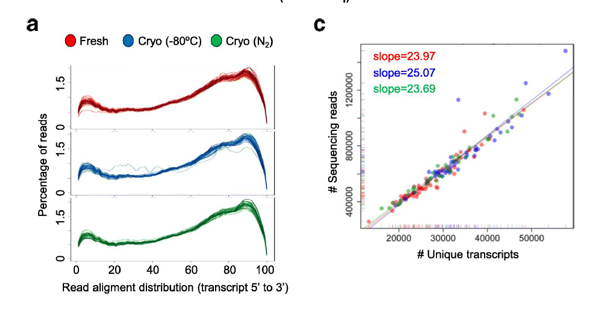 a
Fresh Cryo (-80ºC) Cryo (N2)
Percentage of reads
1.5
0
1.5
0
1.5
0
0 20 40 60 80 100
Read aligment distribution (transcript 5' to 3')
c
slope=23.97
slope=25.07
slope=23.69
# Sequencing reads
1200000
800000
400000
20000 30000 40000 50000
# Unique transcripts